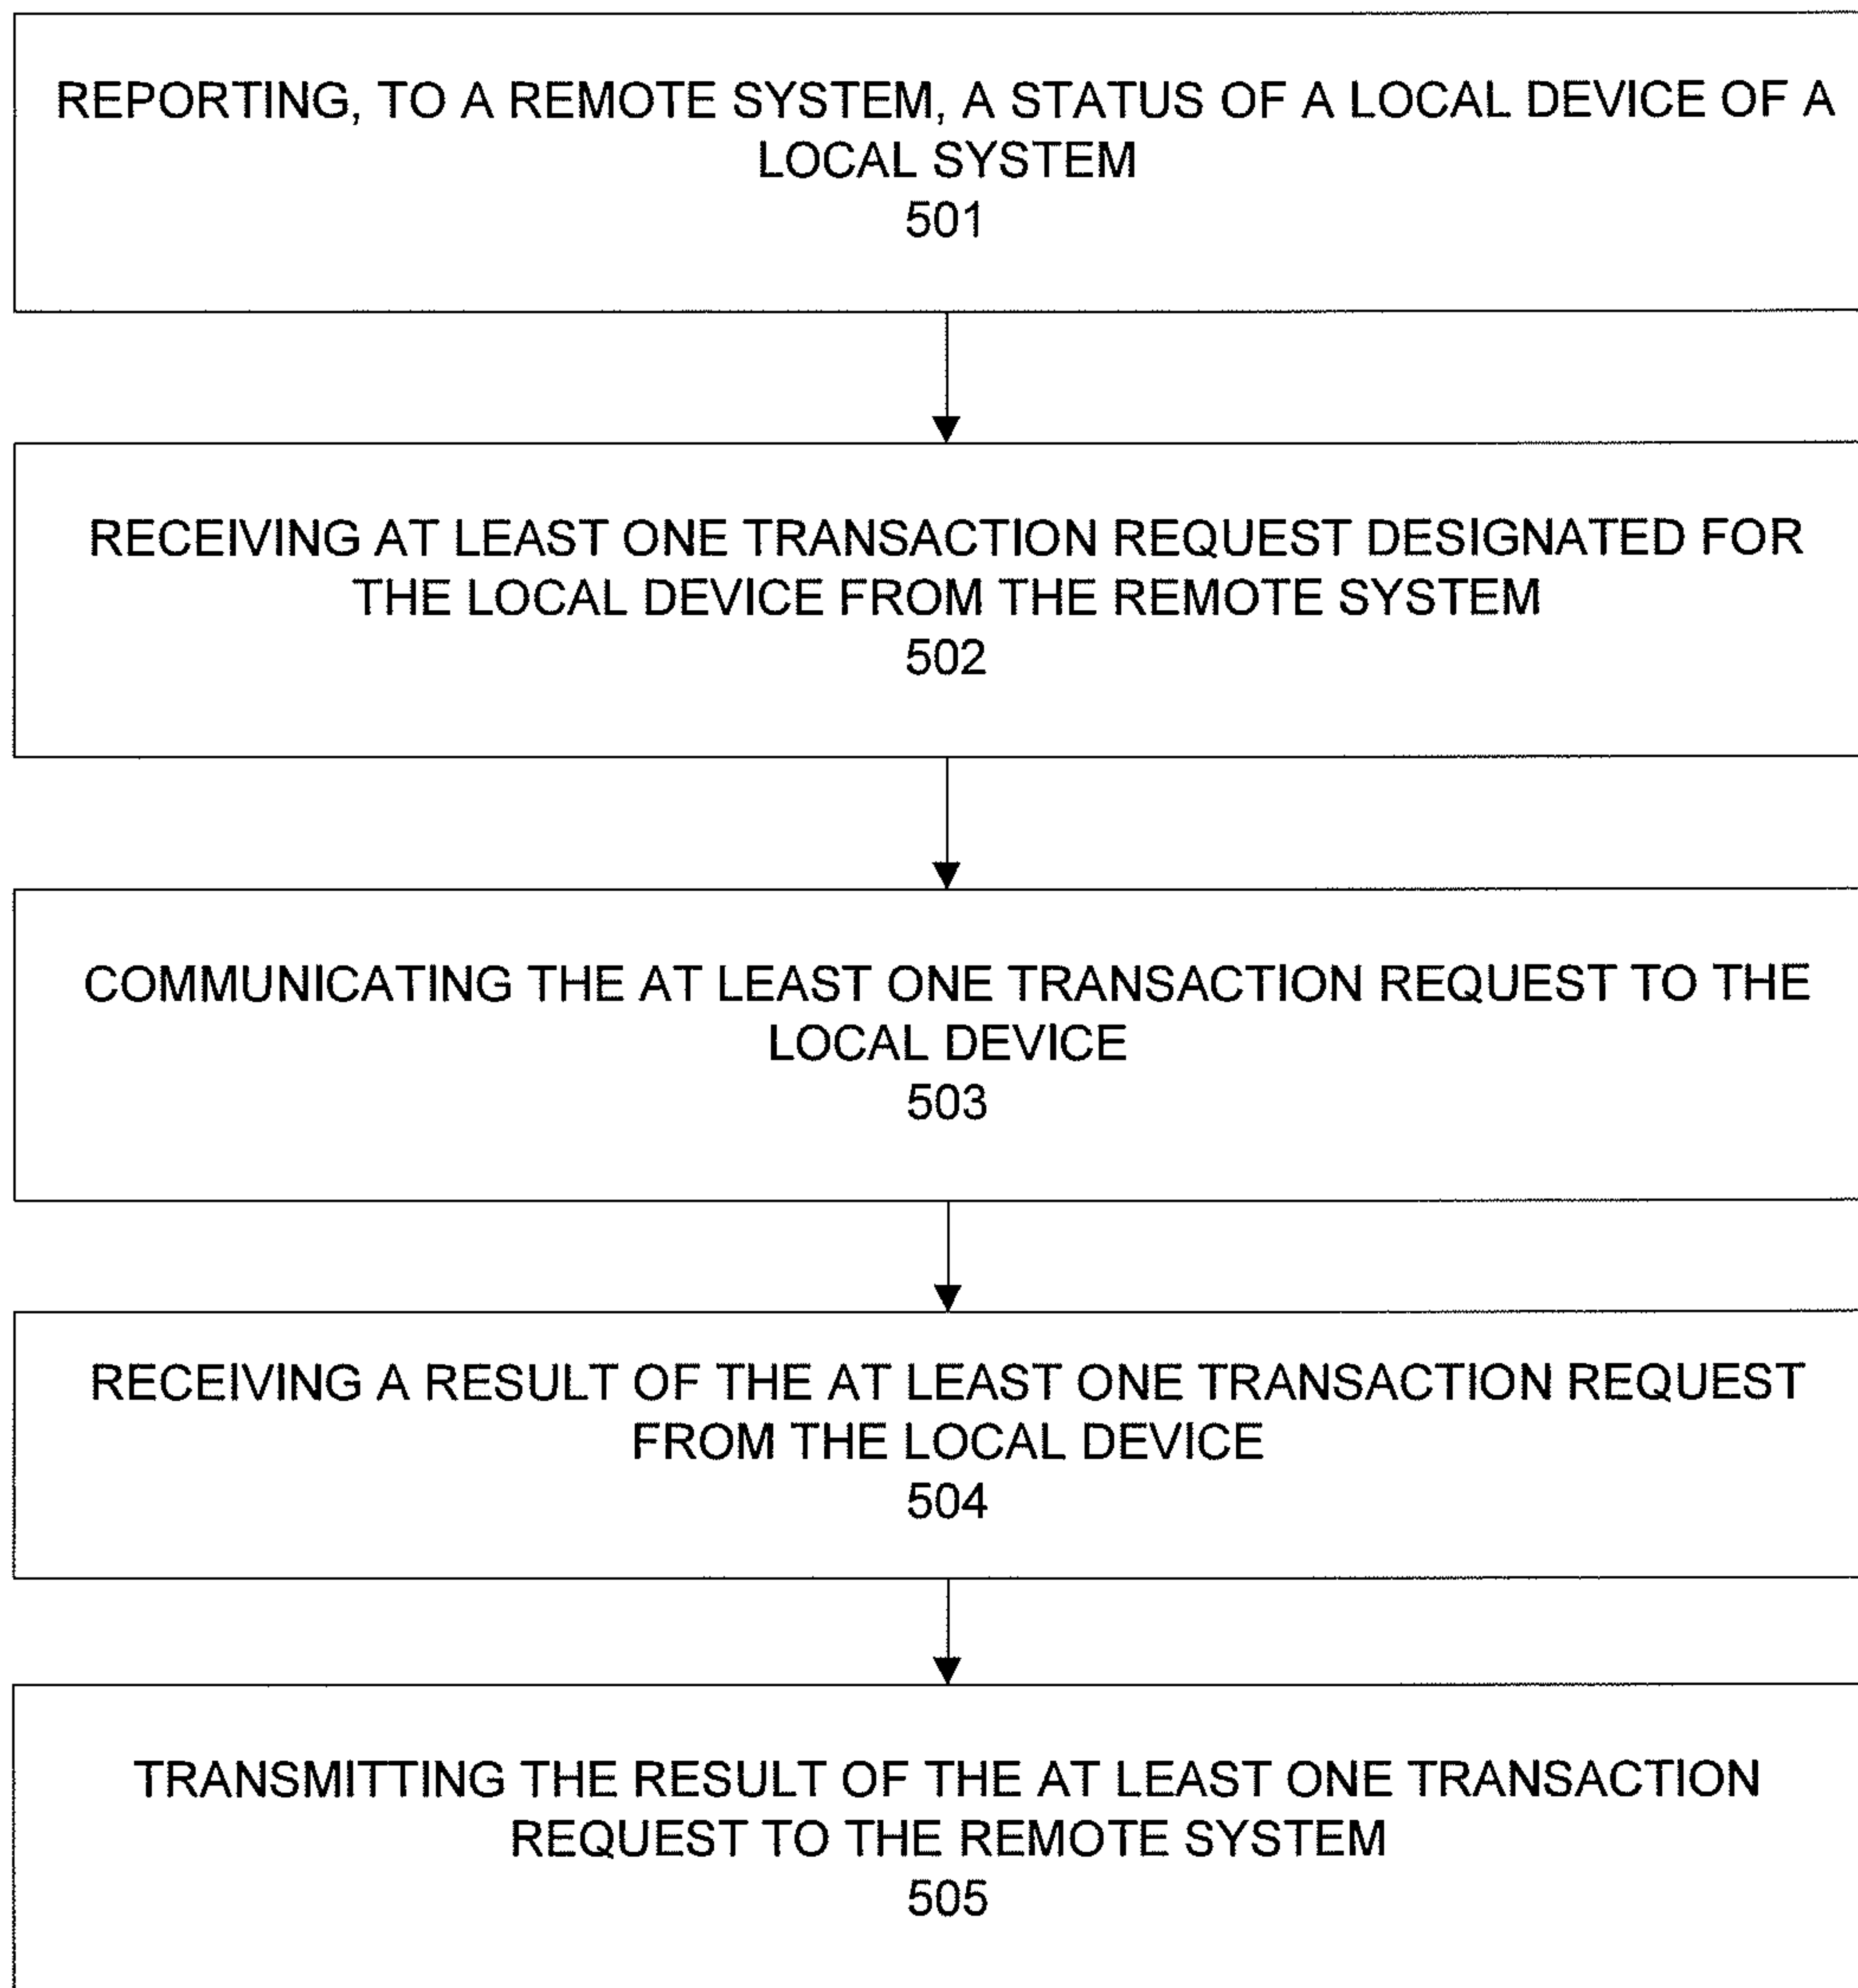 REPORTING, TO A REMOTE SYSTEM, A STATUS OF A LOCAL DEVICE OF A
LOCAL SYSTEM
501
RECEIVING AT LEAST ONE TRANSACTION REQUEST DESIGNATED FOR
THE LOCAL DEVICE FROM THE REMOTE SYSTEM
502
COMMUNICATING THE AT LEAST ONE TRANSACTION REQUEST TO THE
LOCAL DEVICE
503
RECEIVING A RESULT OF THE AT LEAST ONE TRANSACTION REQUEST
FROM THE LOCAL DEVICE
504
TRANSMITTING THE RESULT OF THE AT LEAST ONE TRANSACTION
REQUEST TO THE REMOTE SYSTEM
505